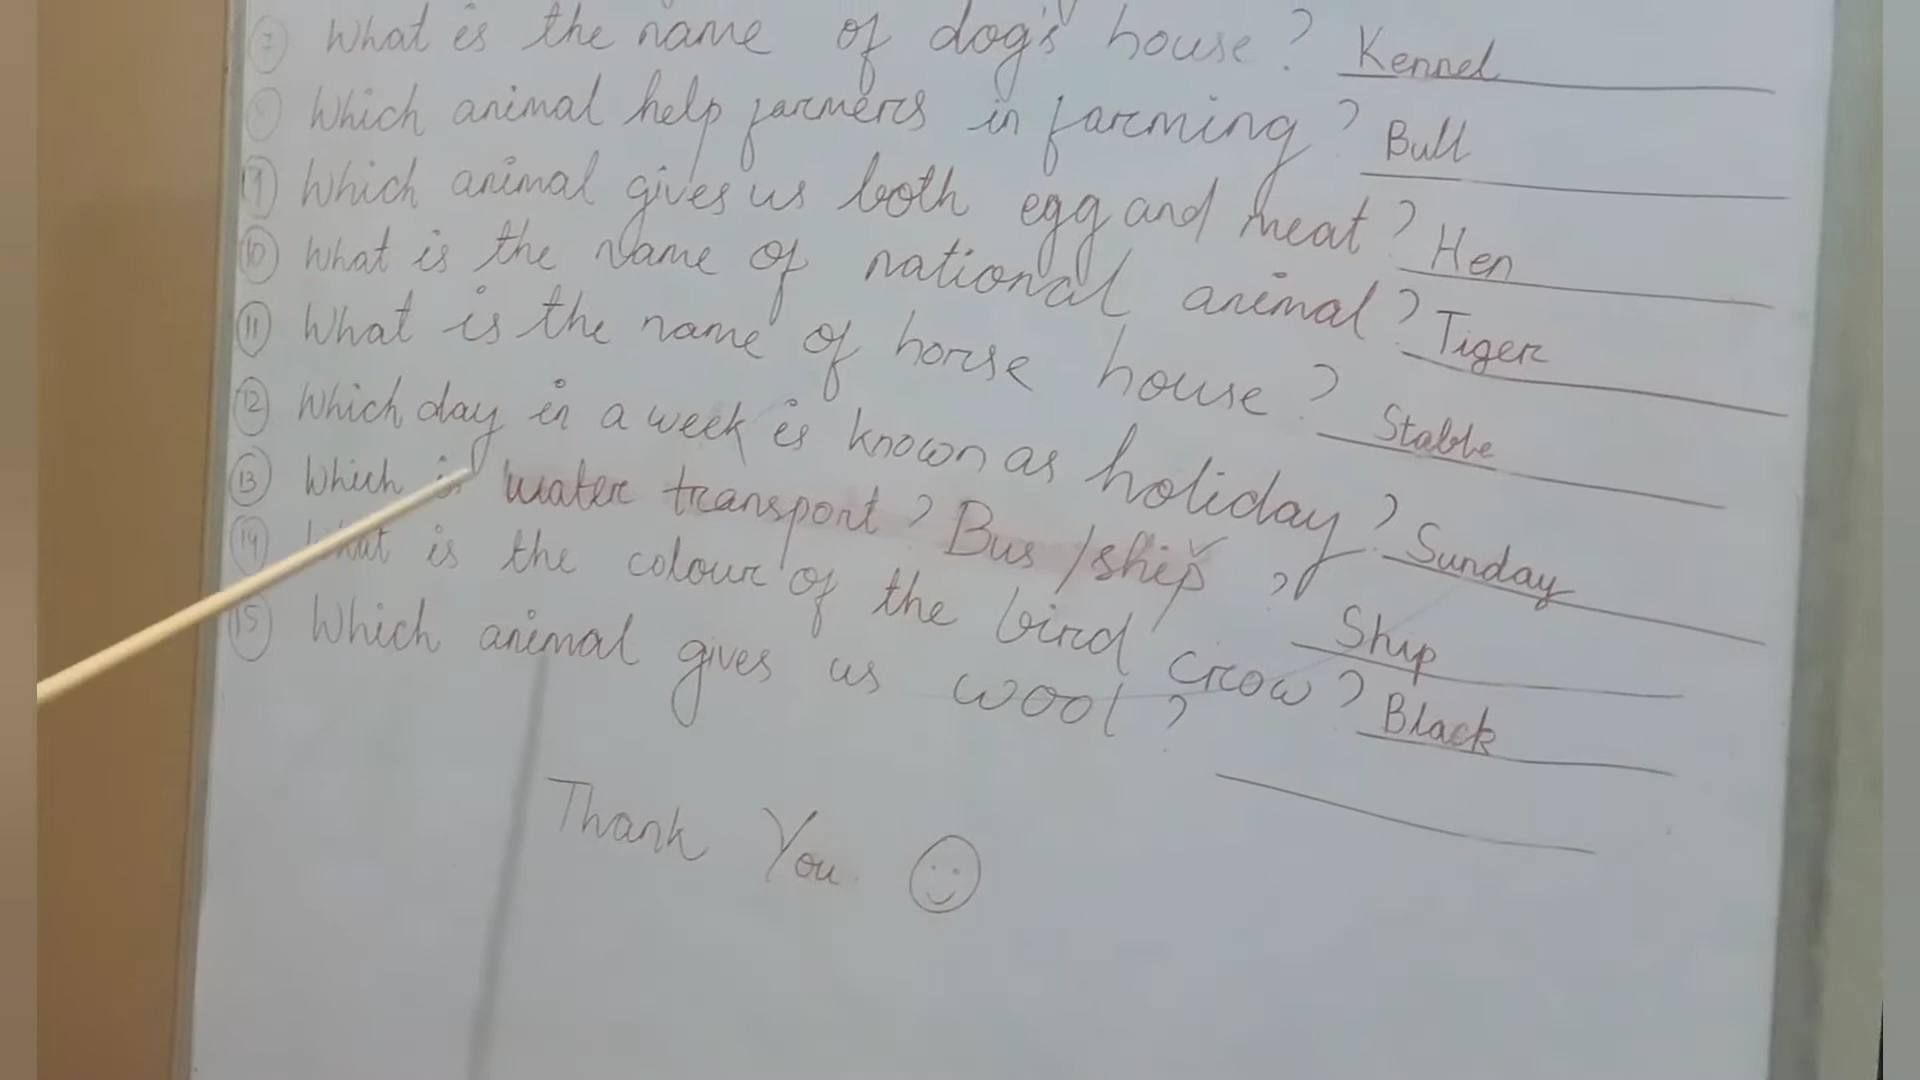 7 What is the name of dog's house? Kennel
8 Which animal help farmers in farming? Bull
9 Which animal gives us both egg and meat? Hen
10 What is the name of national animal? Tiger
11 What is the name of horse house? Stable
12 Which day in a week is known as holiday? Sunday
13 Which is water transport? Bus/ship ? Ship
14 What is the colour of the bird crow? Black
15 Which animal gives us wool?
Thank You